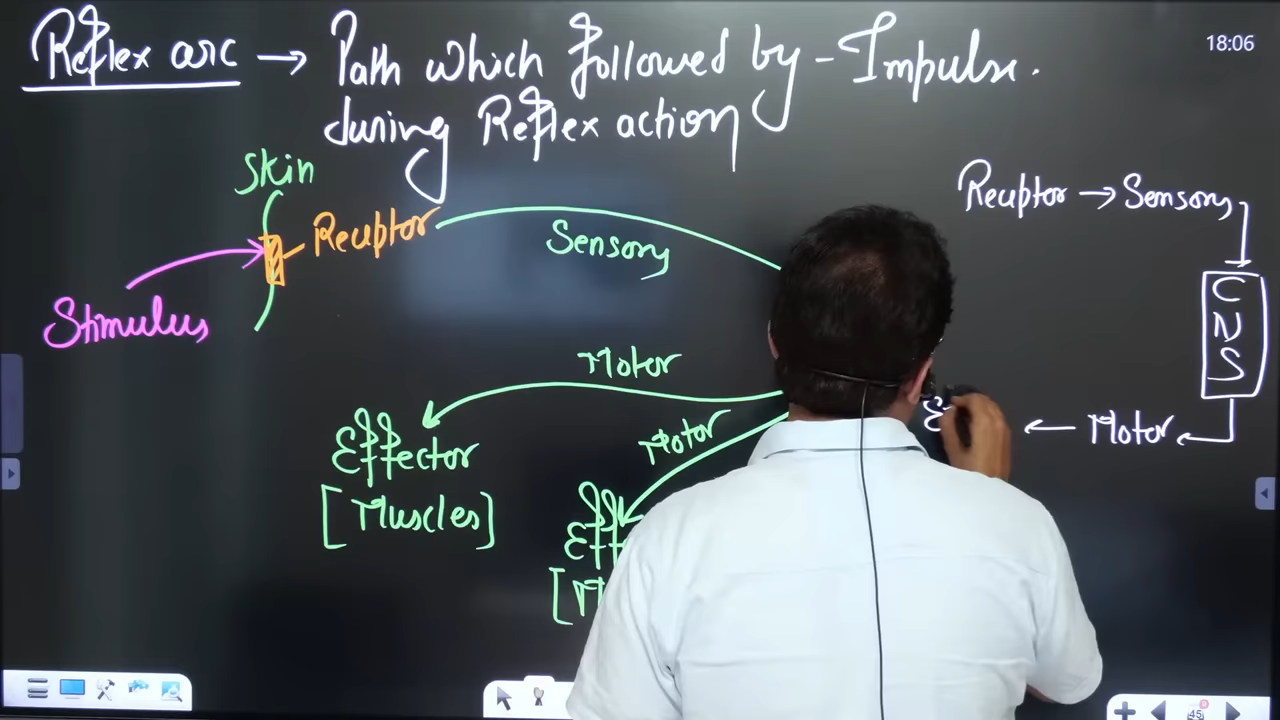 Reflex arc → Path which followed by - Impulse.
during Reflex action
18:06
Skin
Receptor
Sensory
Stimulus
Receptor → Sensory
CNS
Motor
Motor
Motor
Effector
[Muscles]
45